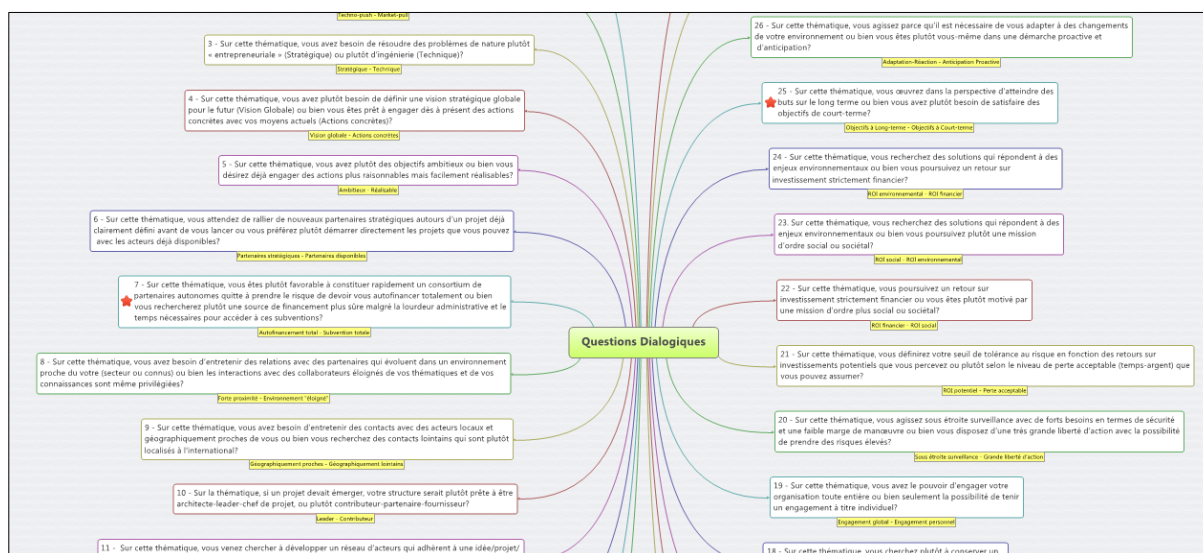 Techno-push - Market-pull
3 - Sur cette thématique, vous avez besoin de résoudre des problèmes de nature plutôt
« entrepreneuriale » (Stratégique) ou plutôt d'ingénierie (Technique)?
Stratégique - Technique
4 - Sur cette thématique, vous avez plutôt besoin de définir une vision stratégique globale
pour le futur (Vision Globale) ou bien vous êtes prêt à engager dès à présent des actions
concrètes avec vos moyens actuels (Actions concrètes)?
Vision globale - Actions concrètes
5 - Sur cette thématique, vous avez plutôt des objectifs ambitieux ou bien vous
désirez déjà engager des actions plus raisonnables mais facilement réalisables?
Ambitieux - Réalisable
6 - Sur cette thématique, vous attendez de rallier de nouveaux partenaires stratégiques autours d'un projet déjà
clairement défini avant de vous lancer ou vous préférez plutôt démarrer directement les projets que vous pouvez
avec les acteurs déjà disponibles?
Partenaires stratégiques - Partenaires disponibles
7 - Sur cette thématique, vous êtes plutôt favorable à constituer rapidement un consortium de
partenaires autonomes quitte à prendre le risque de devoir vous autofinancer totalement ou bien
vous rechercherez plutôt une source de financement plus sûre malgré la lourdeur administrative et le
temps nécessaires pour accéder à ces subventions?
Autofinancement total - Subvention totale
8 - Sur cette thématique, vous avez besoin d'entretenir des relations avec des partenaires qui évoluent dans un environnement
proche du votre (secteur ou connus) ou bien les interactions avec des collaborateurs éloignés de vos thématiques et de vos
connaissances sont même privilégiées?
Forte proximité - Environnement "éloigné"
9 - Sur cette thématique, vous avez besoin d'entretenir des contacts avec des acteurs locaux et
géographiquement proches de vous ou bien vous recherchez des contacts lointains qui sont plutôt
localisés à l'international?
Géographiquement proches - Géographiquement lointains
10 - Sur la thématique, si un projet devait émerger, votre structure serait plutôt prête à être
architecte-leader-chef de projet, ou plutôt contributeur-partenaire-fournisseur?
Leader - Contributeur
11 - Sur cette thématique, vous venez chercher à développer un réseau d'acteurs qui adhèrent à une idée/projet/
Questions Dialogiques
26 - Sur cette thématique, vous agissez parce qu'il est nécessaire de vous adapter à des changements
de votre environnement ou bien vous êtes plutôt vous-même dans une démarche proactive et
d'anticipation?
Adaptation-Réaction - Anticipation Proactive
25 - Sur cette thématique, vous œuvrez dans la perspective d'atteindre des
buts sur le long terme ou bien vous avez plutôt besoin de satisfaire des
objectifs de court-terme?
Objectifs à Long-terme - Objectifs à Court-terme
24 - Sur cette thématique, vous recherchez des solutions qui répondent à des
enjeux environnementaux ou bien vous poursuivez un retour sur
investissement strictement financier?
ROI environnemental - ROI financier
23. Sur cette thématique, vous recherchez des solutions qui répondent à des
enjeux environnementaux ou bien vous poursuivez plutôt une mission
d'ordre social ou sociétal?
ROI social - ROI environnemental
22 - Sur cette thématique, vous poursuivez un retour sur
investissement strictement financier ou vous êtes plutôt motivé par
une mission d'ordre plus social ou sociétal?
ROI financier - ROI social
21 - Sur cette thématique, vous définirez votre seuil de tolérance au risque en fonction des retours sur
investissements potentiels que vous percevez ou plutôt selon le niveau de perte acceptable (temps-argent) que
vous pouvez assumer?
ROI potentiel - Perte acceptable
20 - Sur cette thématique, vous agissez sous étroite surveillance avec de forts besoins en termes de sécurité
et une faible marge de manœuvre ou bien vous disposez d'une très grande liberté d'action avec la possibilité
de prendre des risques élevés?
Sous étroite surveillance - Grande liberté d'action
19 - Sur cette thématique, vous avez le pouvoir d'engager votre
organisation toute entière ou bien seulement la possibilité de tenir
un engagement à titre individuel?
Engagement global - Engagement personnel
18 - Sur cette thématique, vous cherchez plutôt à conserver un